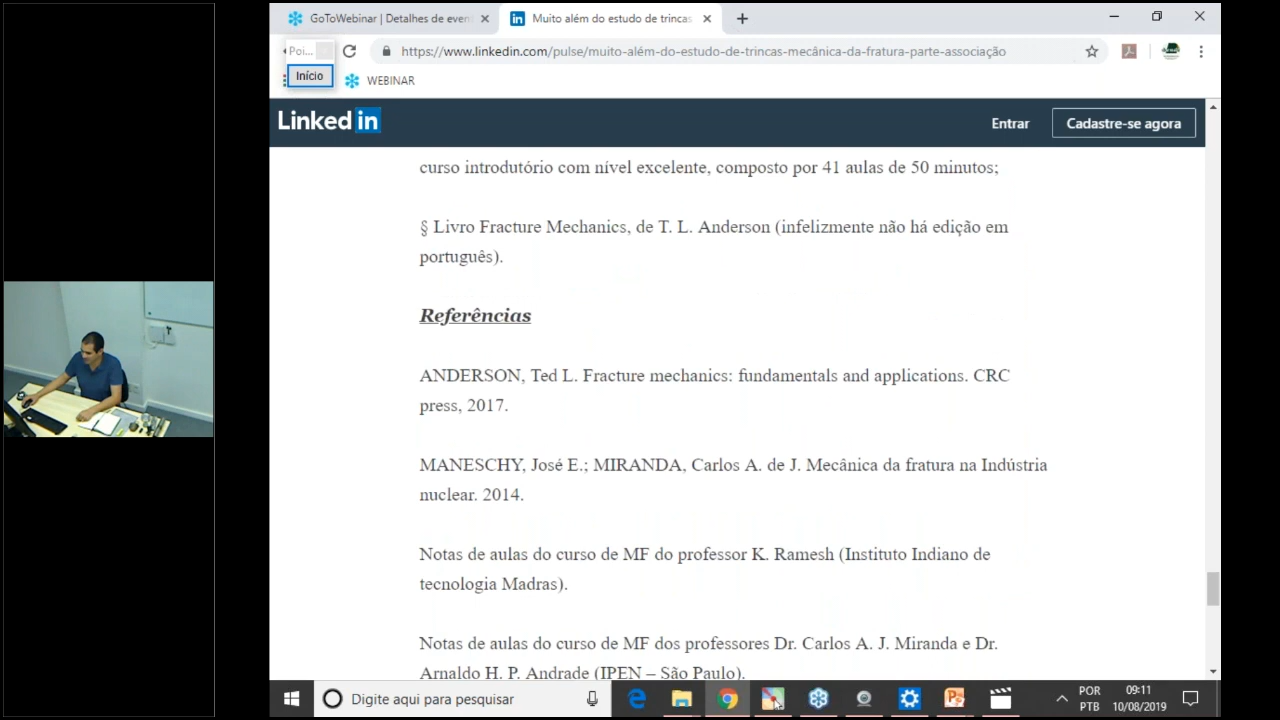 GoToWebinar | Detalhes de even
Muito além do estudo de trincas
Poi...
https://www.linkedin.com/pulse/muito-além-do-estudo-de-trincas-mecânica-da-fratura-parte-associação
Início
WEBINAR
Linked in
Entrar
Cadastre-se agora
curso introdutório com nível excelente, composto por 41 aulas de 50 minutos;
§ Livro Fracture Mechanics, de T. L. Anderson (infelizmente não há edição em
português).
Referências
ANDERSON, Ted L. Fracture mechanics: fundamentals and applications. CRC
press, 2017.
MANESCHY, José E.; MIRANDA, Carlos A. de J. Mecânica da fratura na Indústria
nuclear. 2014.
Notas de aulas do curso de MF do professor K. Ramesh (Instituto Indiano de
tecnologia Madras).
Notas de aulas do curso de MF dos professores Dr. Carlos A. J. Miranda e Dr.
Arnaldo H. P. Andrade (IPEN – São Paulo).
Digite aqui para pesquisar
POR
PTB
09:11
10/08/2019